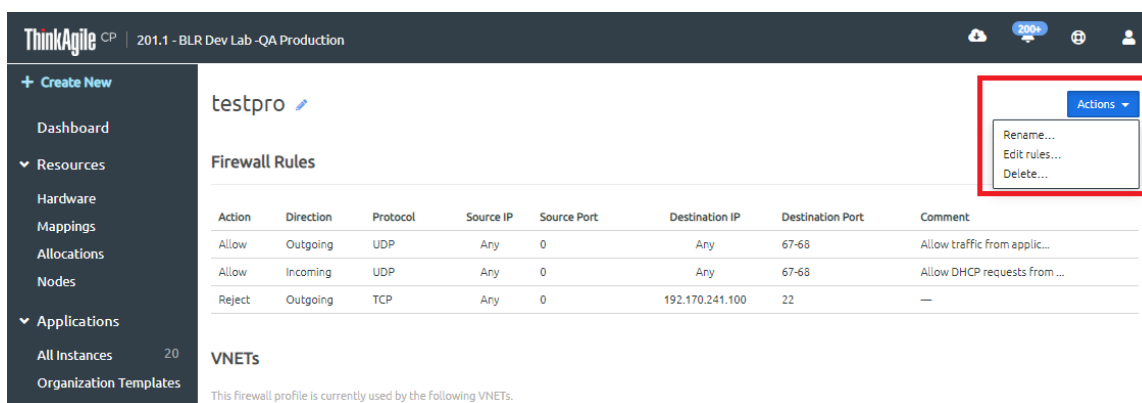 ThinkAgile CP | 201.1 - BLR Dev Lab -QA Production 200+
+ Create New
testpro
Actions
Dashboard
Rename...
Edit rules...
Delete...
Resources
Firewall Rules
Hardware
Mappings
Allocations
Nodes
Action Direction Protocol Source IP Source Port Destination IP Destination Port Comment
Allow Outgoing UDP Any 0 Any 67-68 Allow traffic from applic...
Allow Incoming UDP Any 0 Any 67-68 Allow DHCP requests from ...
Reject Outgoing TCP Any 0 192.170.241.100 22 —
Applications
All Instances 20
Organization Templates
VNETs
This firewall profile is currently used by the following VNETs.